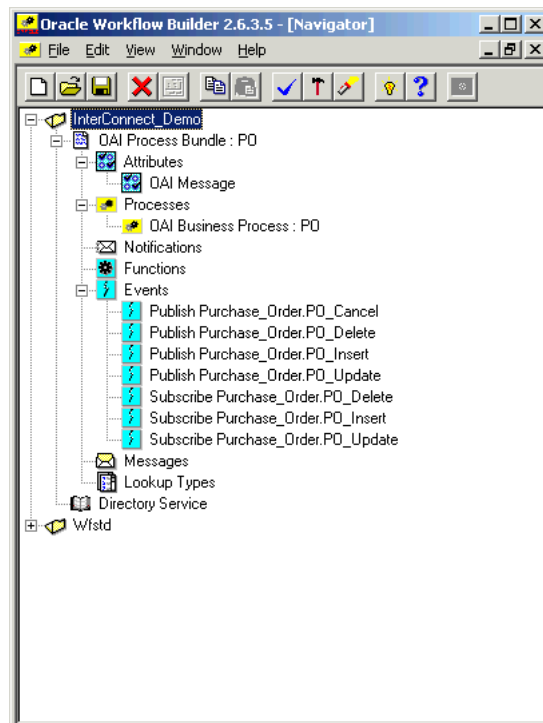 Oracle Workflow Builder 2.6.3.5 - [Navigator]
File Edit View Window Help
InterConnect_Demo
OAI Process Bundle : PO
Attributes
OAI Message
Processes
OAI Business Process : PO
Notifications
Functions
Events
Publish Purchase_Order.PO_Cancel
Publish Purchase_Order.PO_Delete
Publish Purchase_Order.PO_Insert
Publish Purchase_Order.PO_Update
Subscribe Purchase_Order.PO_Delete
Subscribe Purchase_Order.PO_Insert
Subscribe Purchase_Order.PO_Update
Messages
Lookup Types
Directory Service
Wfstd